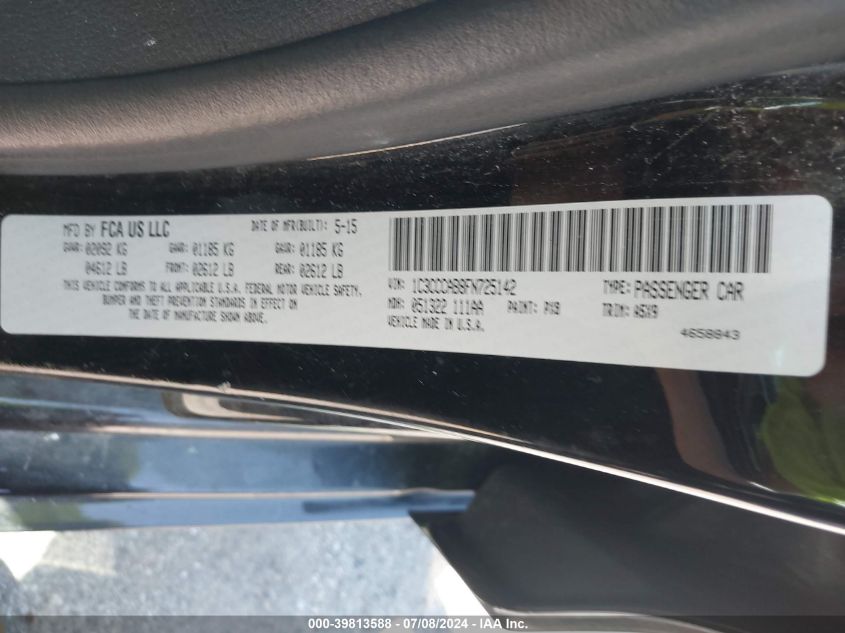 MFD BY FCA US LLC DATE OF MFR(BUILT): 5-15
GVWR: 02092 KG GAWR: 01185 KG GAWR: 01185 KG
04612 LB FRONT: 02612 LB REAR: 02612 LB
THIS VEHICLE CONFORMS TO ALL APPLICABLE U.S.A. FEDERAL MOTOR VEHICLE SAFETY,
BUMPER AND THEFT PREVENTION STANDARDS IN EFFECT ON
THE DATE OF MANUFACTURE SHOWN ABOVE.
VIN: 1C3CCCAB9FN725142 TYPE: PASSENGER CAR
MDH: 051322 111AA PAINT: PX8 TRIM: A5X9
VEHICLE MADE IN U.S.A.
4658843
000-39813588 - 07/08/2024 - IAA Inc.